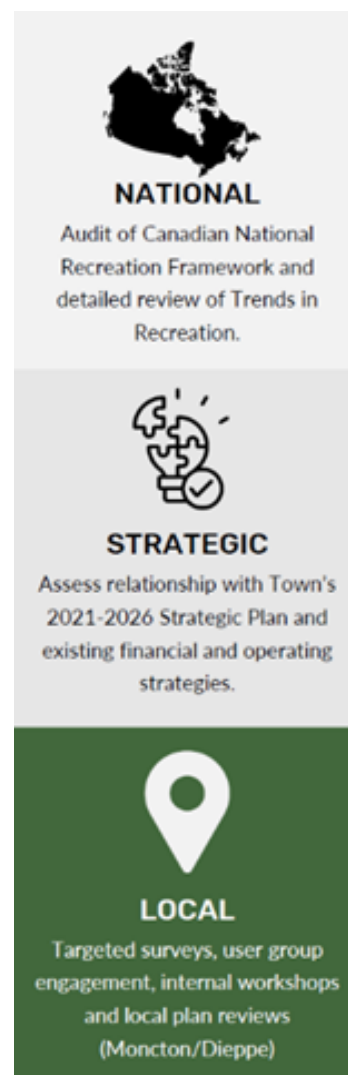 NATIONAL
Audit of Canadian National
Recreation Framework and
detailed review of Trends in
Recreation.
STRATEGIC
Assess relationship with Town's
2021-2026 Strategic Plan and
existing financial and operating
strategies.
LOCAL
Targeted surveys, user group
engagement, internal workshops
and local plan reviews
(Moncton/Dieppe)